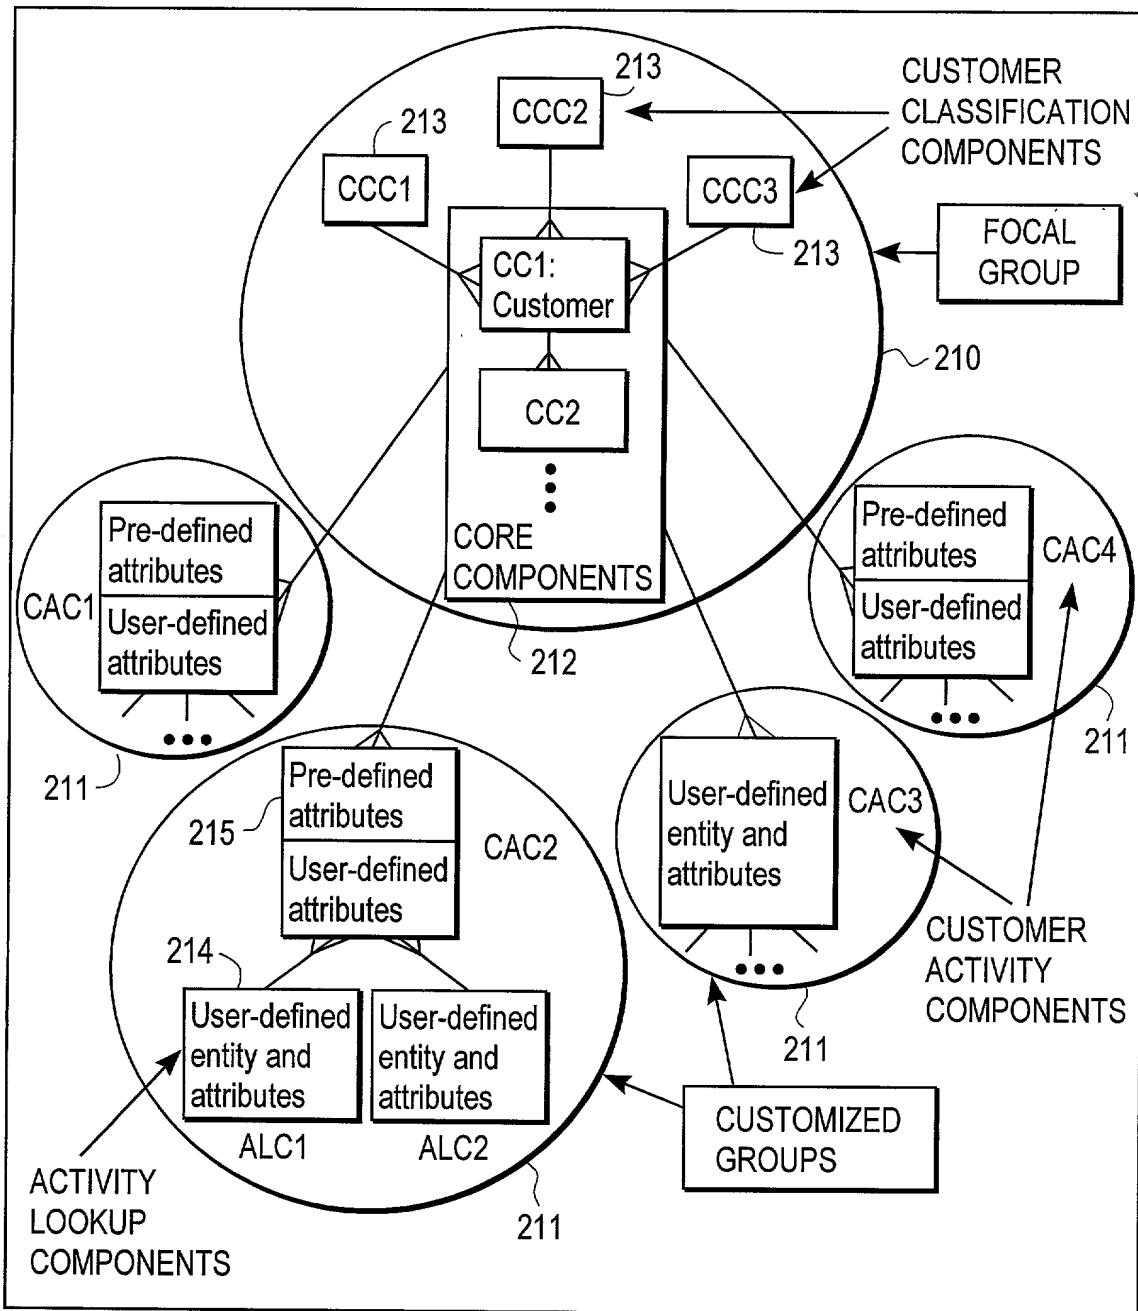 213
CCC2
CUSTOMER
CLASSIFICATION
COMPONENTS
213
CCC1
CCC3
213
FOCAL
GROUP
CC1:
Customer
210
CC2
CORE
COMPONENTS
212
CAC1
Pre-defined
attributes
User-defined
attributes
211
Pre-defined
attributes
User-defined
attributes
CAC4
211
215
Pre-defined
attributes
User-defined
attributes
CAC2
User-defined
entity and
attributes
CAC3
211
CUSTOMER
ACTIVITY
COMPONENTS
214
User-defined
entity and
attributes
ALC1
User-defined
entity and
attributes
ALC2
211
CUSTOMIZED
GROUPS
ACTIVITY
LOOKUP
COMPONENTS